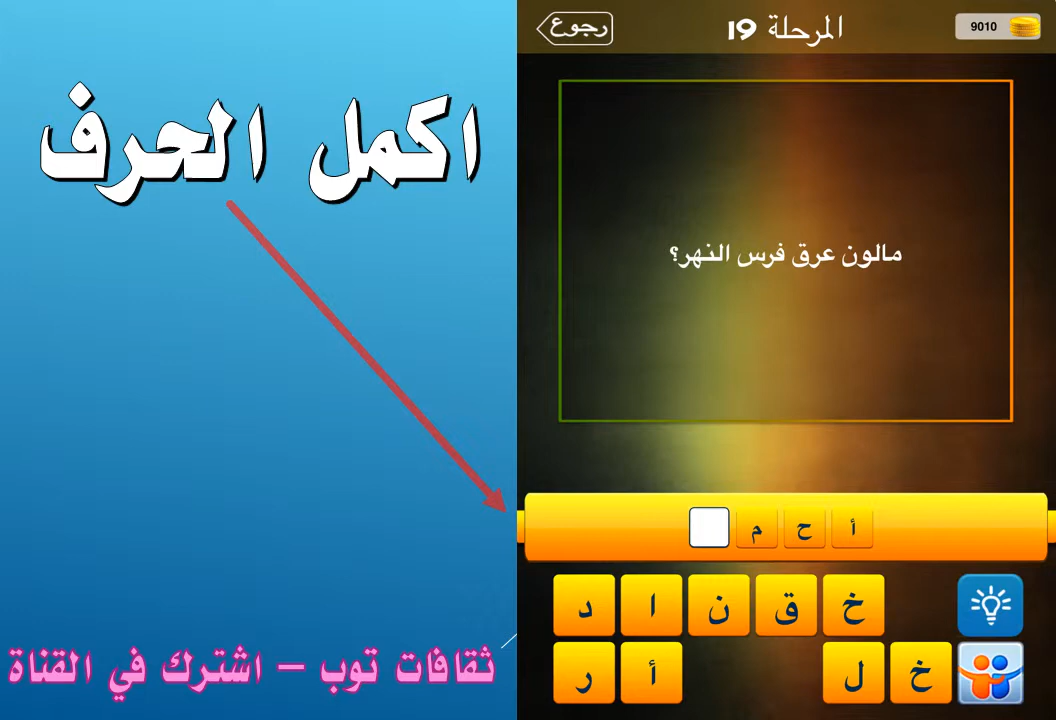 اكمل الحرف
ثقافات توب – اشترك في القناة
رجوع
المرحلة 19
9010
مالون عرق فرس النهر؟
أ ح م
خ ق ن ا د
خ ل أ ر